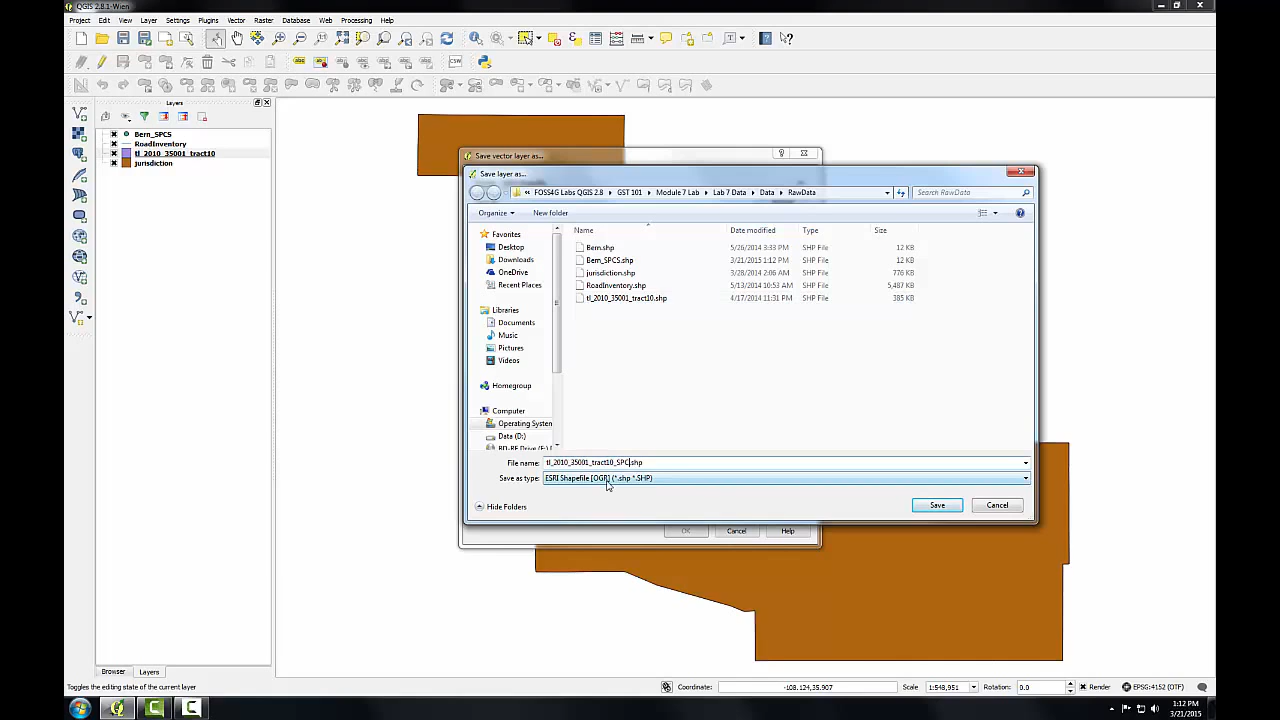 QGIS 2.8.1-Wien
Project Edit View Layer Settings Plugins Vector Raster Database Web Processing Help
Layers
Bern_SPCS
RoadInventory
tl_2010_35001_tract10
jurisdiction
Save vector layer as...
Save layer as...
« FOSS4G Labs QGIS 2.8 GST 101 Module 7 Lab Lab 7 Data Data RawData
Search RawData
Organize New folder
Name Date modified Type Size
Favorites
Desktop
Downloads
OneDrive
Recent Places
Libraries
Documents
Music
Pictures
Videos
Homegroup
Computer
Operating System
Data (D:)
Bern.shp 5/26/2014 3:33 PM SHP File 12 KB
Bern_SPCS.shp 3/21/2015 1:12 PM SHP File 12 KB
jurisdiction.shp 3/28/2014 2:06 AM SHP File 776 KB
RoadInventory.shp 5/13/2014 10:53 AM SHP File 5,487 KB
tl_2010_35001_tract10.shp 4/17/2014 11:31 PM SHP File 385 KB
File name: tl_2010_35001_tract10_SPC.shp
Save as type: ESRI Shapefile [OGR] (*.shp *.SHP)
Hide Folders
Save Cancel
OK Cancel Help
Browser Layers
Toggles the editing state of the current layer
Coordinate: -108.124,35.907 Scale 1:548,951 Rotation: 0.0 Render EPSG:4152 (OTF)
1:12 PM
3/21/2015